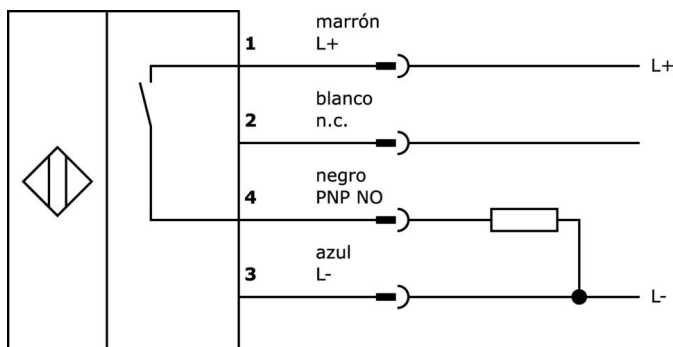 marrón
1 L+
L+
blanco
2 n.c.
negro
4 PNP NO
azul
3 L-
L-